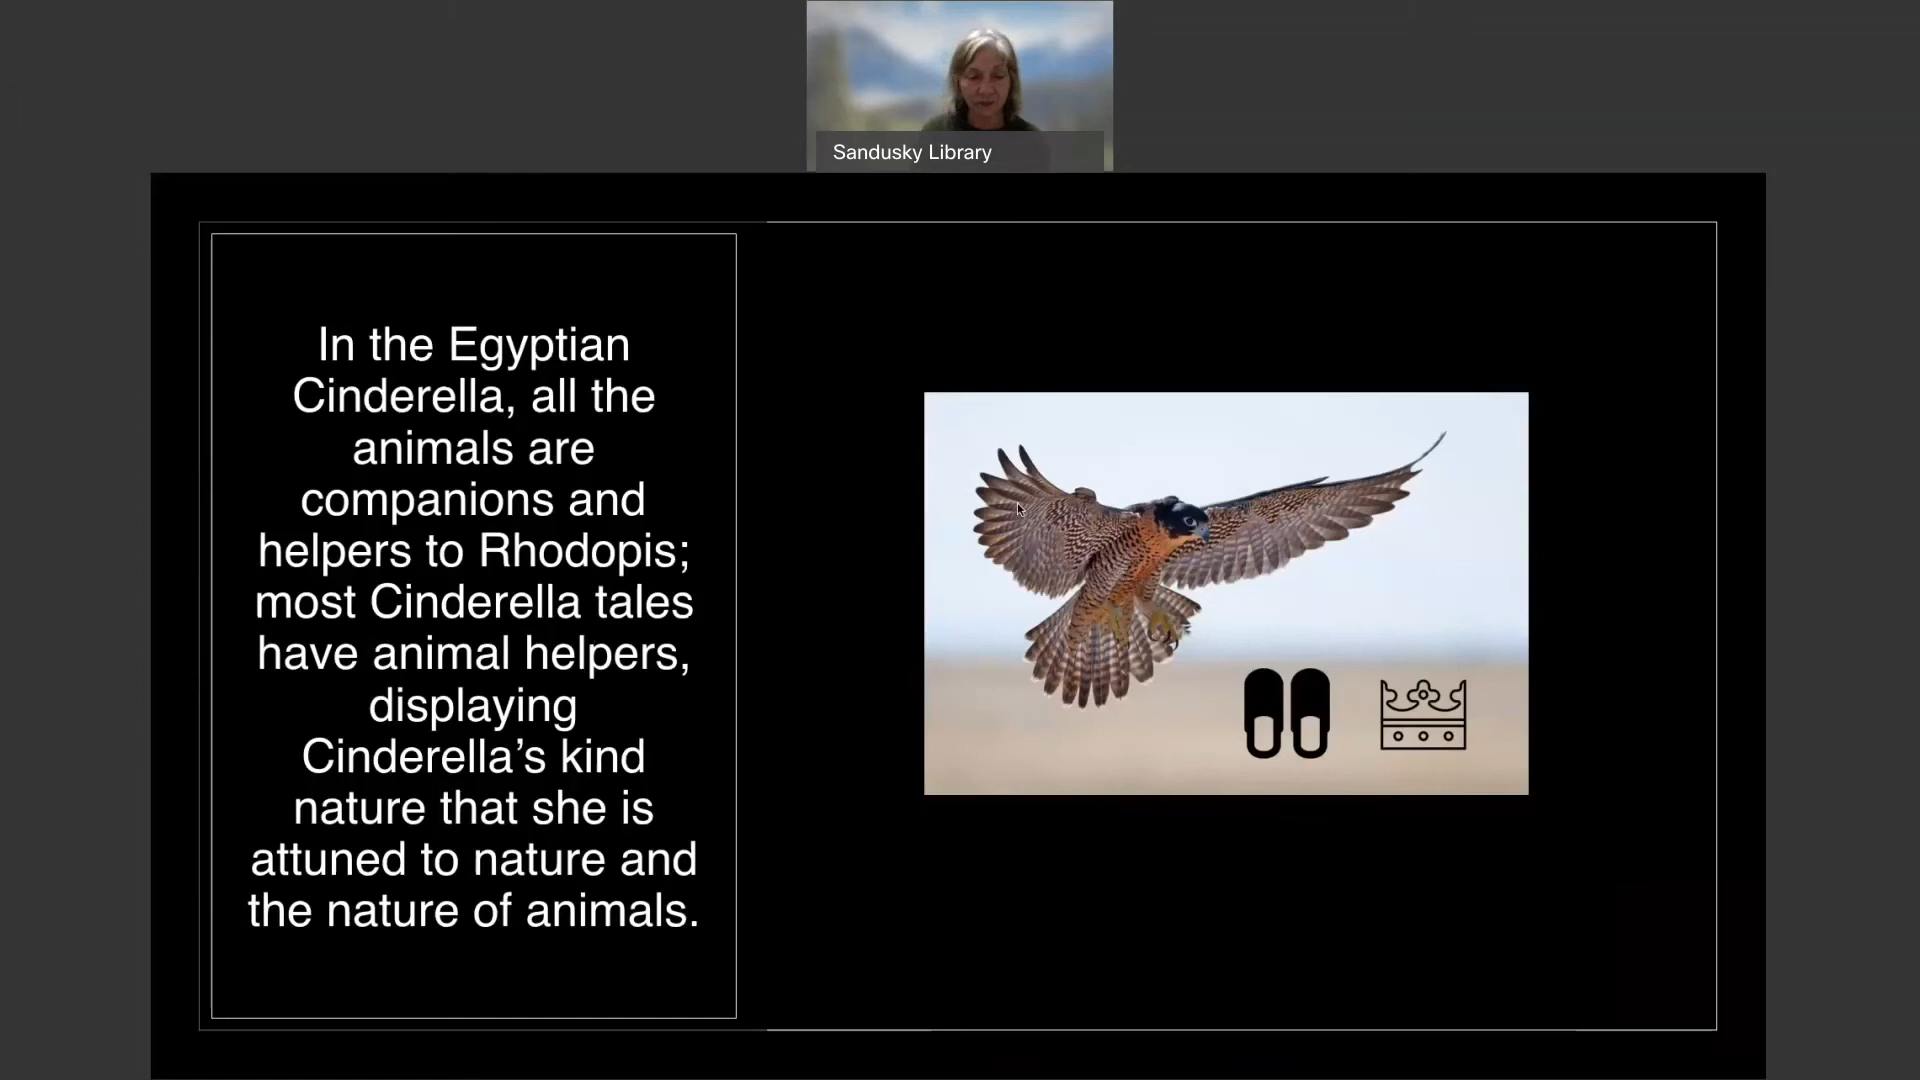 Sandusky Library
In the Egyptian
Cinderella, all the
animals are
companions and
helpers to Rhodopis;
most Cinderella tales
have animal helpers,
displaying
Cinderella’s kind
nature that she is
attuned to nature and
the nature of animals.